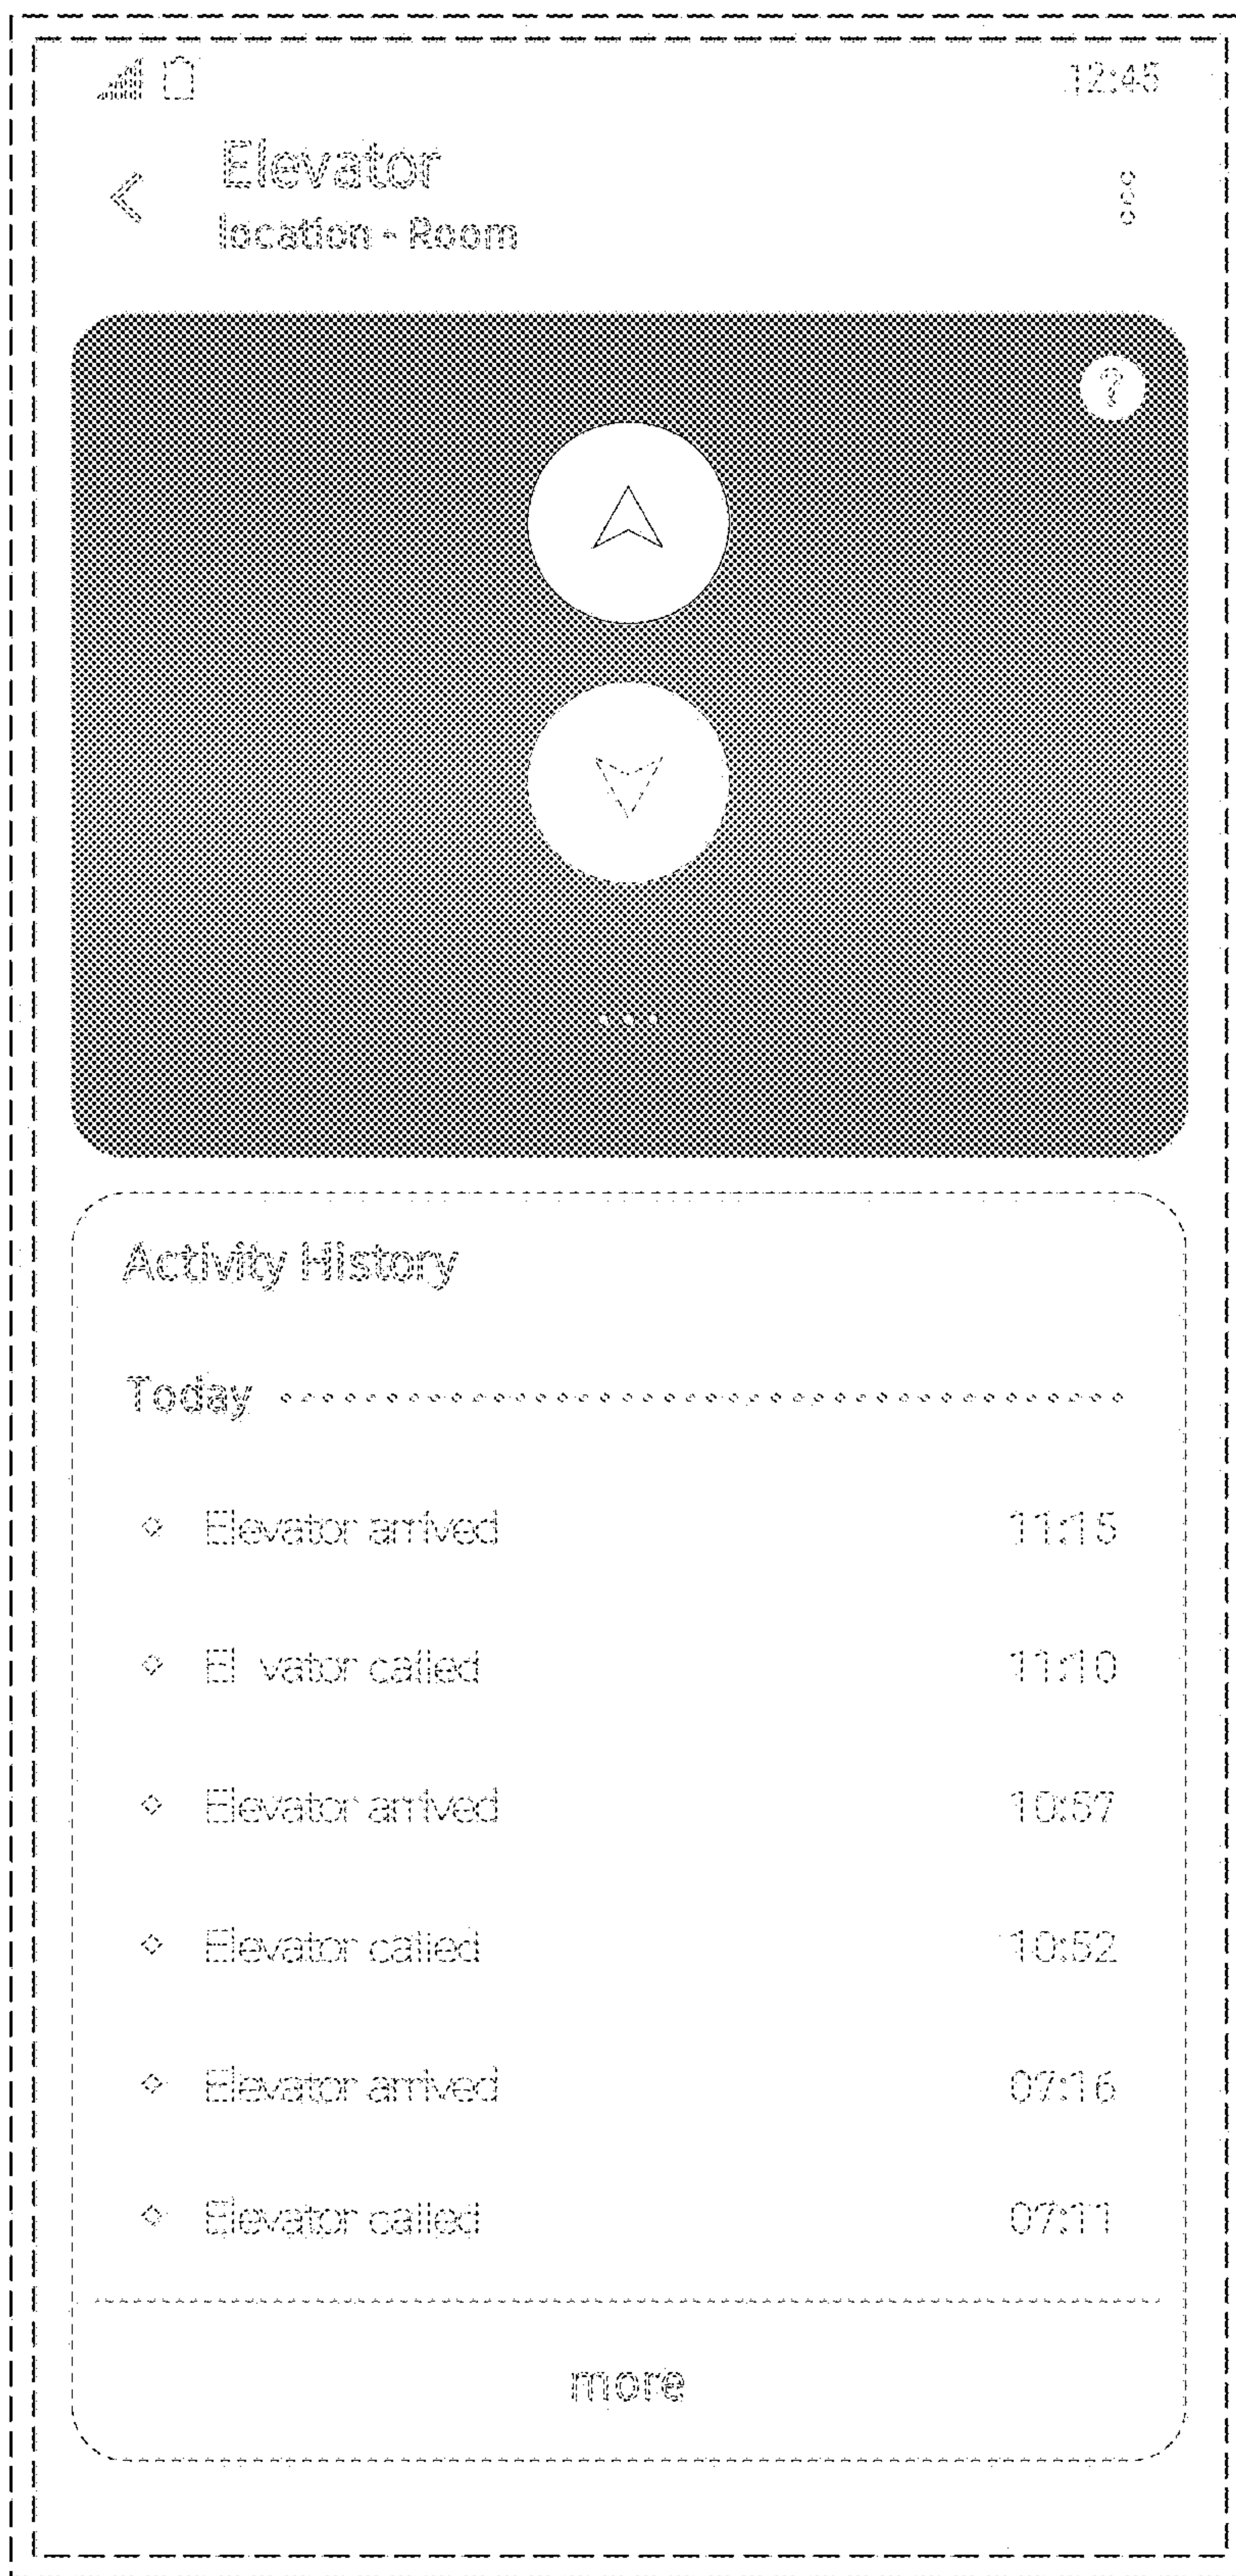 12:45
Elevator
location - Room
?
Activity History
Today
Elevator arrived 11:15
El vator called 11:10
Elevator arrived 10:57
Elevator called 10:52
Elevator arrived 07:16
Elevator called 07:11
more